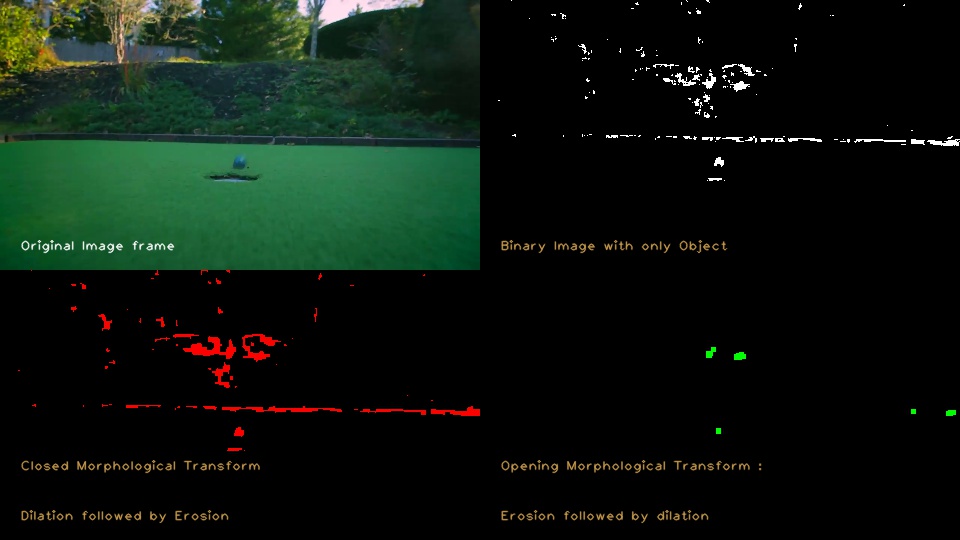 Original Image frame
Binary Image with only Object
Closed Morphological Transform
Dilation followed by Erosion
Opening Morphological Transform :
Erosion followed by dilation